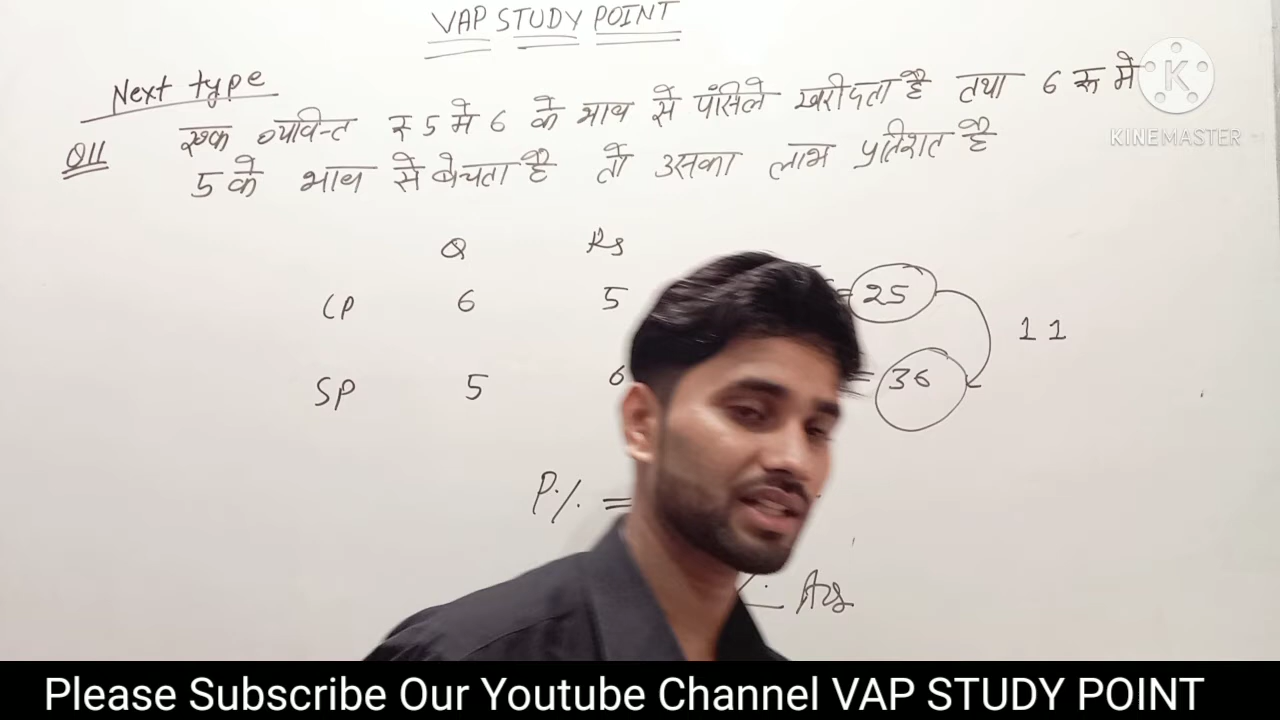 VAP STUDY POINT
Next type
Q11 एक व्यक्ति ₹ 5 में 6 के भाव से पेंसिले खरीदता है तथा 6 रू में
5 के भाव से बेचता है तो उसका लाभ प्रतिशत है
KINEMASTER
Q Rs
CP 6 5 = 25
11
SP 5 6 = 36
P.% =
Ans
Please Subscribe Our Youtube Channel VAP STUDY POINT